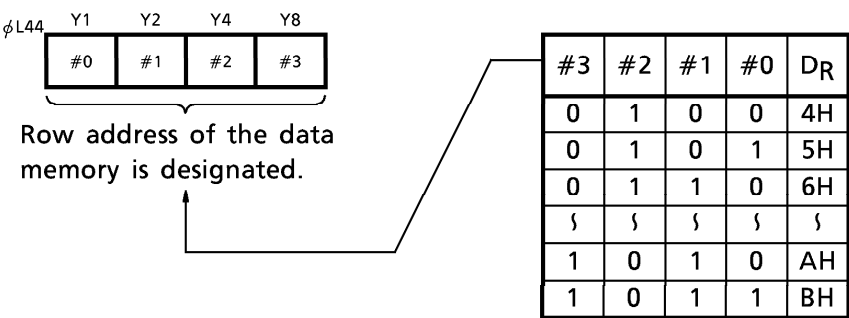 φL44 Y1 Y2 Y4 Y8
#0 #1 #2 #3
Row address of the data
memory is designated.
#3 #2 #1 #0 DR
0 1 0 0 4H
0 1 0 1 5H
0 1 1 0 6H
∫ ∫ ∫ ∫ ∫
1 0 1 0 AH
1 0 1 1 BH